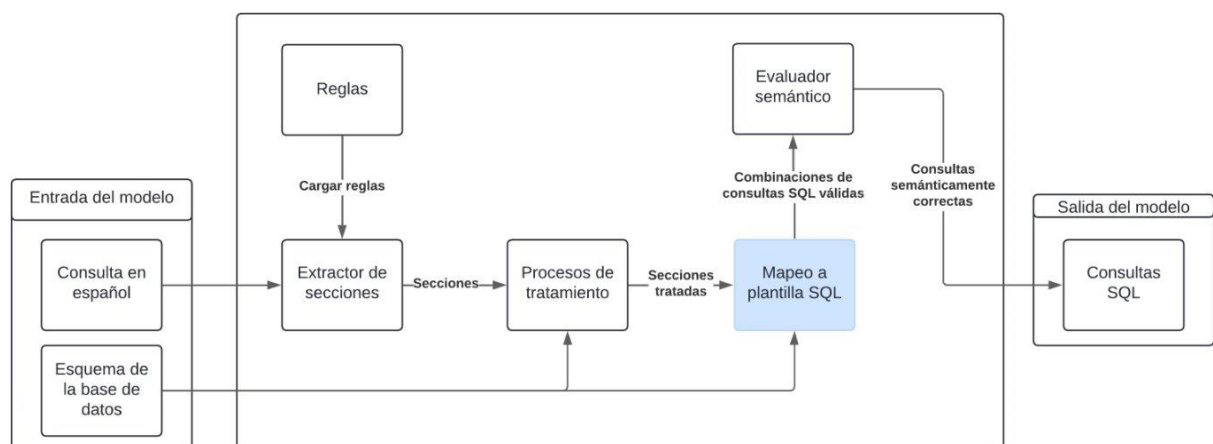 Reglas
Evaluador
semántico
Cargar reglas
Combinaciones de
consultas SQL válidas
Consultas
semánticamente
correctas
Entrada del modelo
Salida del modelo
Consulta en
español
Extractor de
secciones
Secciones
Procesos de
tratamiento
Secciones
tratadas
Mapeo a
plantilla SQL
Consultas
SQL
Esquema de
la base de
datos